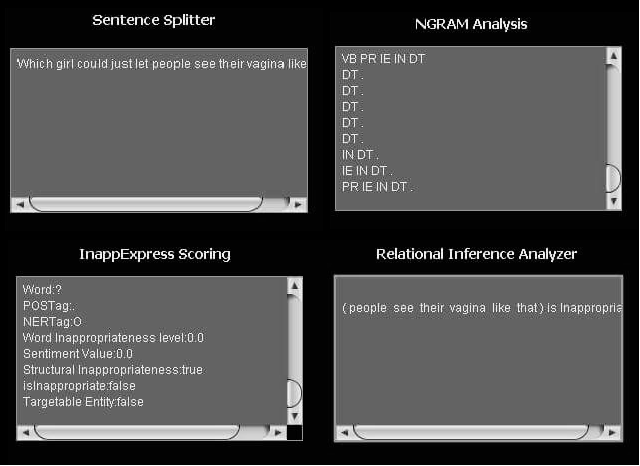 Sentence Splitter
'Which girl could just let people see their vagina like
NGRAM Analysis
VB PR IE IN DT
DT .
DT .
DT .
DT .
DT .
IN DT .
IE IN DT .
PR IE IN DT .
InappExpress Scoring
Word:?
POSTag:.
NERTag:O
Word Inappropriateness level:0.0
Sentiment Value:0.0
Structural Inappropriateness:true
isInappropriate:false
Targetable Entity:false
Relational Inference Analyzer
( people see their vagina like that ) is Inappropria